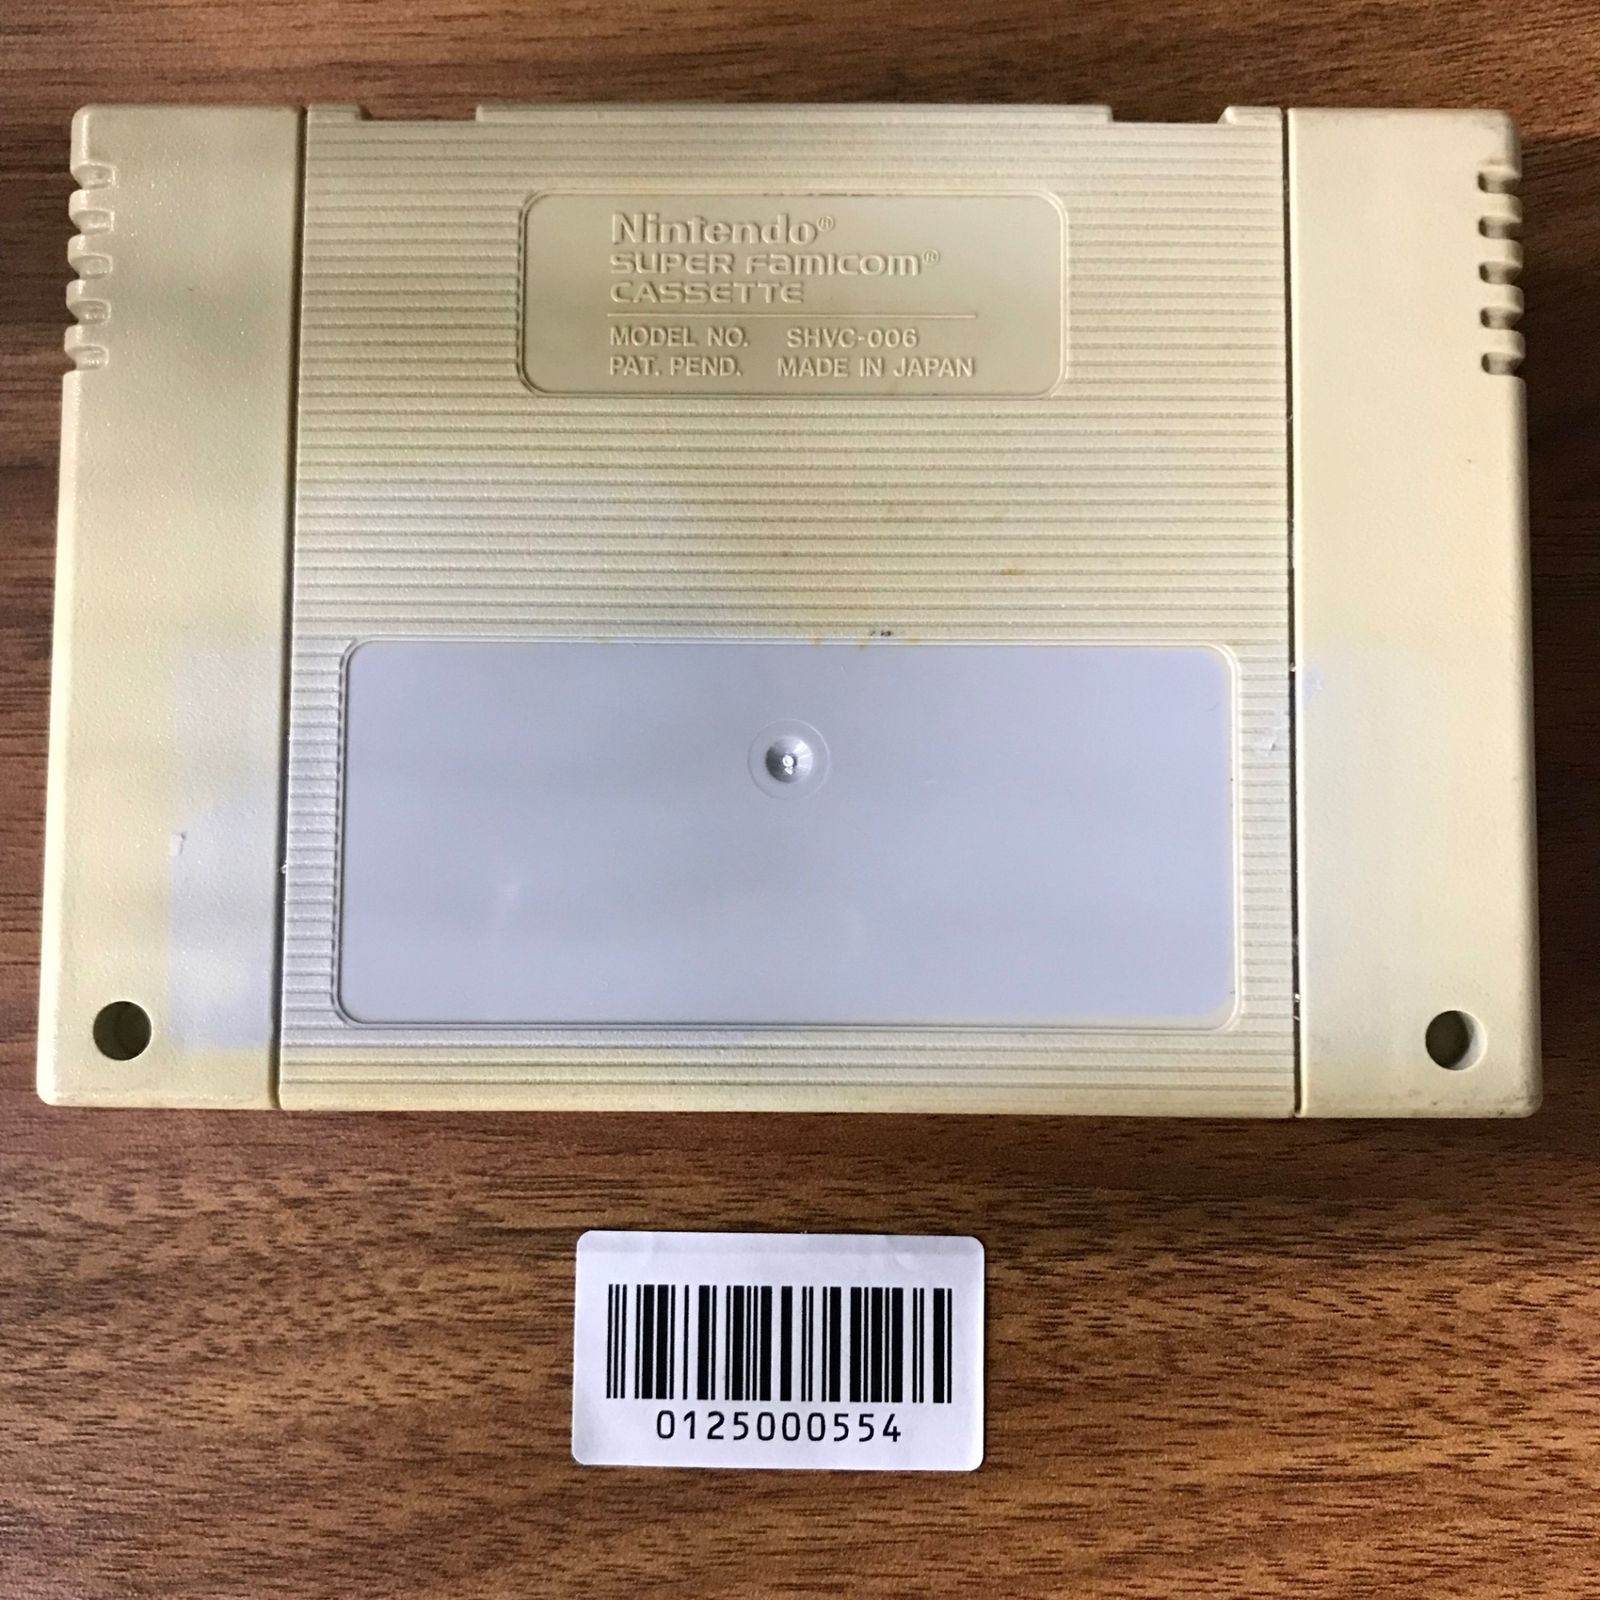 Nintendo®
SUPER FAMICOM®
CASSETTE
MODEL NO. SHVC-006
PAT. PEND. MADE IN JAPAN
0125000554